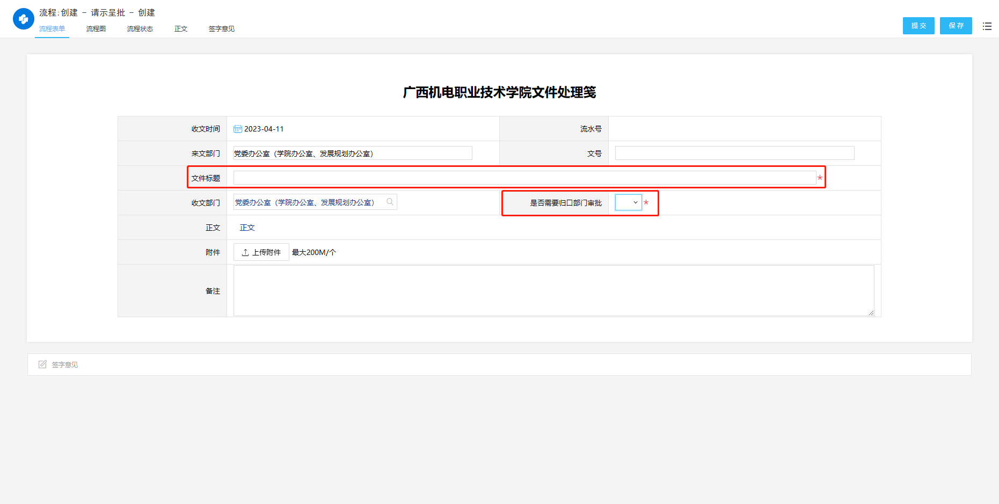 流程:创建 - 请示呈批 - 创建
流程表单 流程图 流程状态 正文 签字意见
提交 保存
广西机电职业技术学院文件处理笺
收文时间 2023-04-11 流水号
来文部门 党委办公室（学院办公室、发展规划办公室） 文号
文件标题 *
收文部门 党委办公室（学院办公室、发展规划办公室） 是否需要归口部门审批 *
正文 正文
附件 上传附件 最大200M/个
备注
签字意见